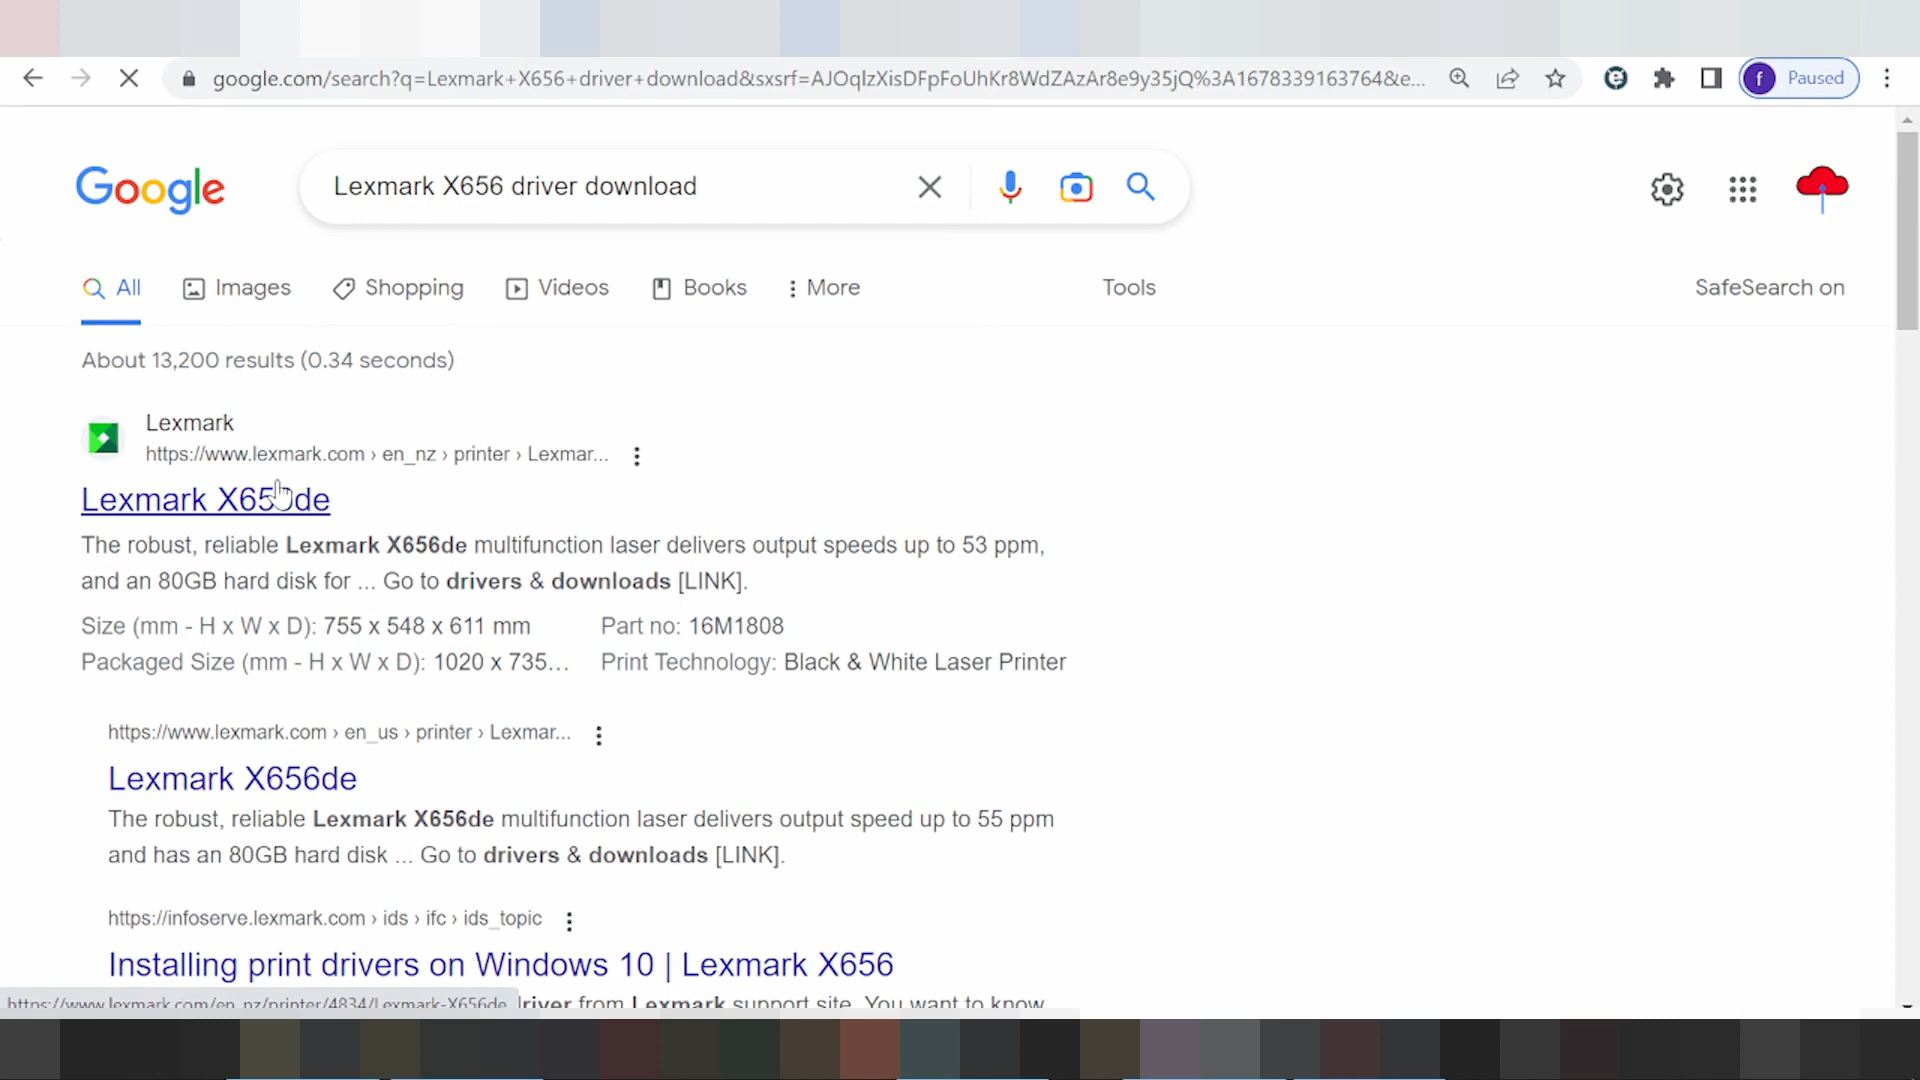 google.com/search?q=Lexmark+X656+driver+download&sxsrf=AJOqlzXisDFpFoUhKr8WdZAzAr8e9y35jQ%3A1678339163764&e...
f Paused
Google
Lexmark X656 driver download
All Images Shopping Videos Books More Tools SafeSearch on
About 13,200 results (0.34 seconds)
Lexmark
https://www.lexmark.com › en_nz › printer › Lexmar...
Lexmark X656de
The robust, reliable Lexmark X656de multifunction laser delivers output speeds up to 53 ppm,
and an 80GB hard disk for ... Go to drivers & downloads [LINK].
Size (mm - H x W x D): 755 x 548 x 611 mm Part no: 16M1808
Packaged Size (mm - H x W x D): 1020 x 735... Print Technology: Black & White Laser Printer
https://www.lexmark.com › en_us › printer › Lexmar...
Lexmark X656de
The robust, reliable Lexmark X656de multifunction laser delivers output speed up to 55 ppm
and has an 80GB hard disk ... Go to drivers & downloads [LINK].
https://infoserve.lexmark.com › ids › ifc › ids_topic
Installing print drivers on Windows 10 | Lexmark X656
https://www.lexmark.com/en_nz/printer/4834/Lexmark-X656de river from Lexmark support site. You want to know